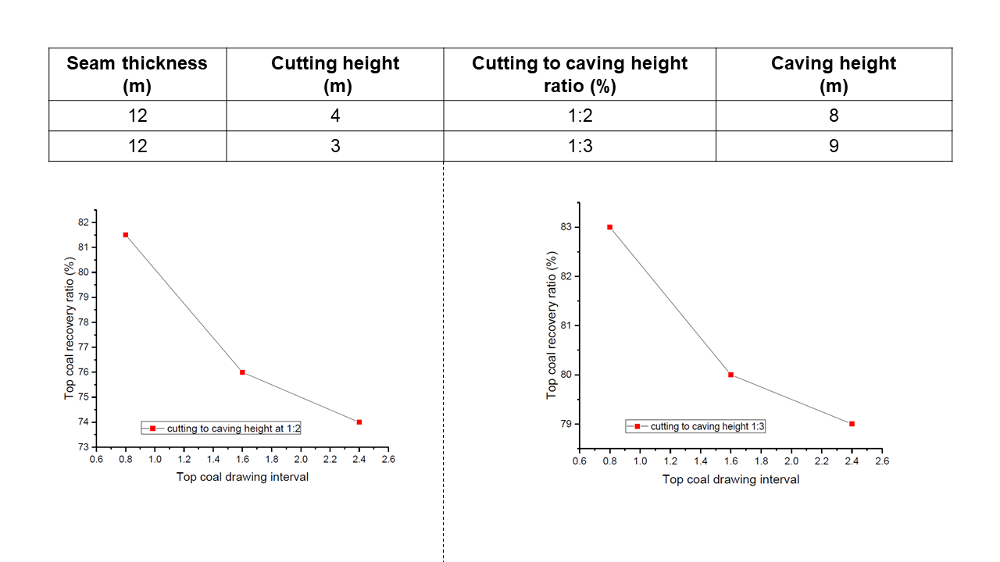 Seam thickness
(m)
Cutting height
(m)
Cutting to caving height
ratio (%)
Caving height
(m)
12
4
1:2
8
12
3
1:3
9
82
81
80
79
78
77
76
75
74
73
Top coal recovery ratio (%)
cutting to caving height at 1:2
0.6 0.8 1.0 1.2 1.4 1.6 1.8 2.0 2.2 2.4 2.6
Top coal drawing interval
83
82
81
80
79
Top coal recovery ratio (%)
cutting to caving height 1:3
0.6 0.8 1.0 1.2 1.4 1.6 1.8 2.0 2.2 2.4 2.6
Top coal drawing interval